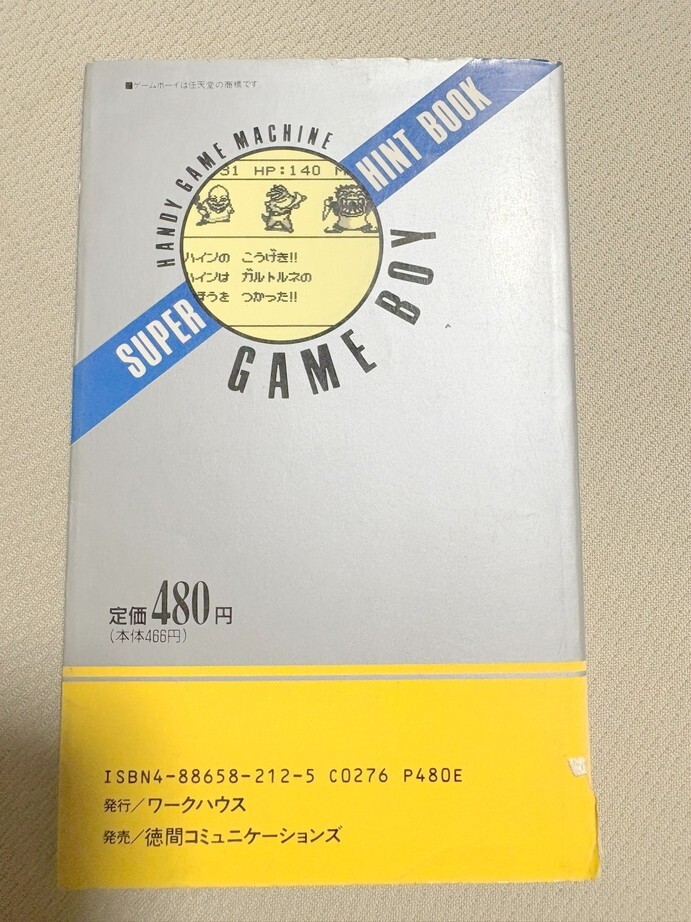 ■ゲームボーイは任天堂の商標です。
HANDY GAME MACHINE
HINT BOOK
31 HP:140 M
ハインの こうげき!!
ハインは ガルトルネの
ほうを つかった!!
SUPER
GAME BOY
定価480円
(本体466円)
ISBN4-88658-212-5 C0276 P480E
発行/ワークハウス
発売/徳間コミュニケーションズ